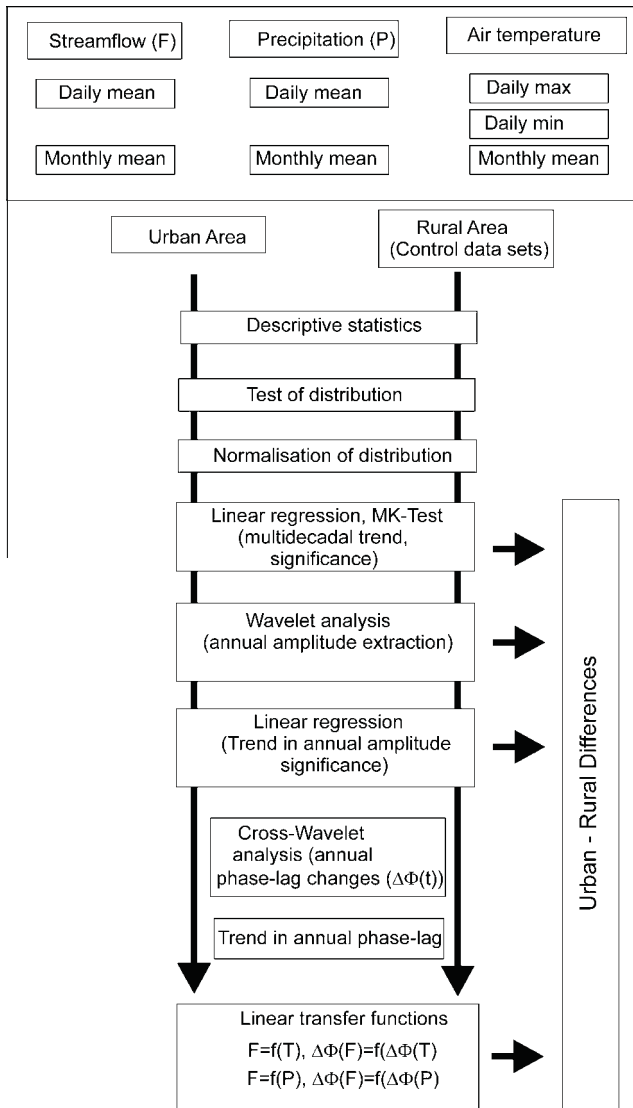 Streamflow (F)
Precipitation (P)
Air temperature
Daily mean
Daily mean
Daily max
Daily min
Monthly mean
Monthly mean
Monthly mean
Urban Area
Rural Area
(Control data sets)
Descriptive statistics
Test of distribution
Normalisation of distribution
Linear regression, MK-Test
(multidecadal trend,
significance)
Wavelet analysis
(annual amplitude extraction)
Linear regression
(Trend in annual amplitude
significance)
Cross-Wavelet
analysis (annual
phase-lag changes (ΔΦ(t))
Trend in annual phase-lag
Linear transfer functions
F=f(T), ΔΦ(F)=f(ΔΦ(T)
F=f(P), ΔΦ(F)=f(ΔΦ(P)
Urban - Rural Differences